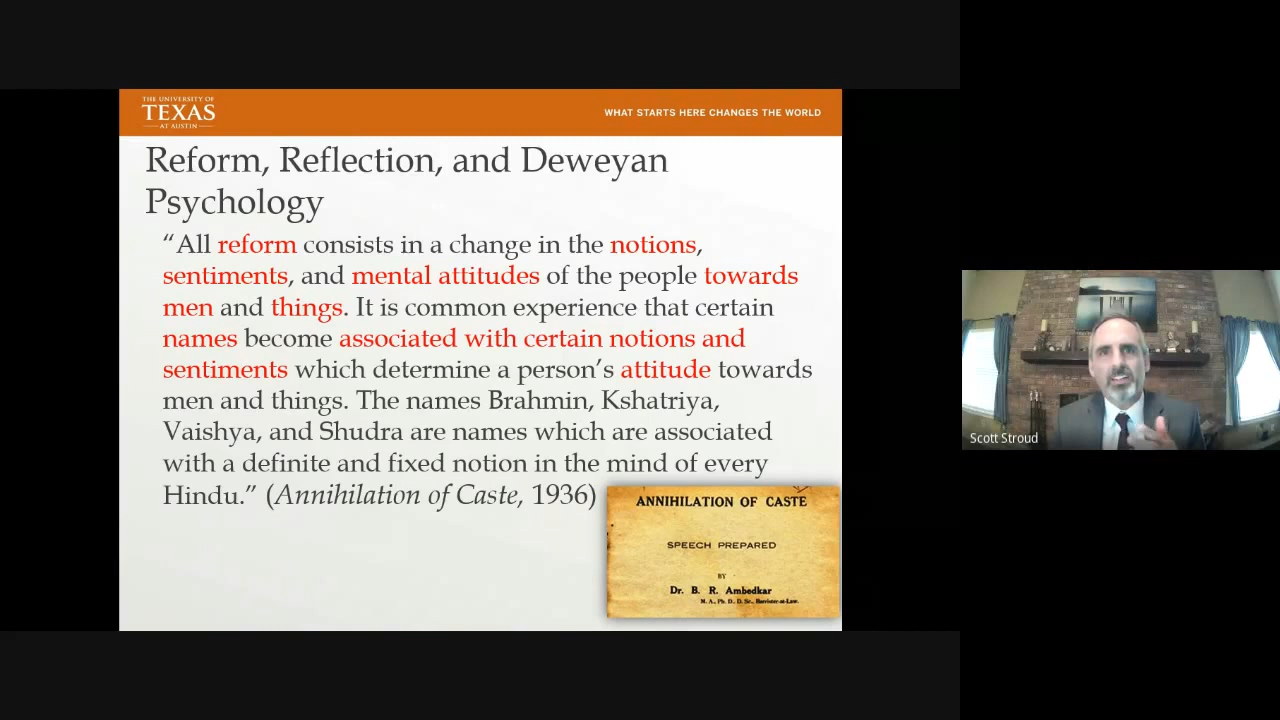 THE UNIVERSITY OF
TEXAS
AT AUSTIN
WHAT STARTS HERE CHANGES THE WORLD
Reform, Reflection, and Deweyan
Psychology
“All reform consists in a change in the notions,
sentiments, and mental attitudes of the people towards
men and things. It is common experience that certain
names become associated with certain notions and
sentiments which determine a person’s attitude towards
men and things. The names Brahmin, Kshatriya,
Vaishya, and Shudra are names which are associated
with a definite and fixed notion in the mind of every
Hindu.” (Annihilation of Caste, 1936)
ANNIHILATION OF CASTE
SPEECH PREPARED
BY
Dr. B. R. Ambedkar
M. A., Ph. D., D. Sc., Barrister-at-Law.
Scott Stroud